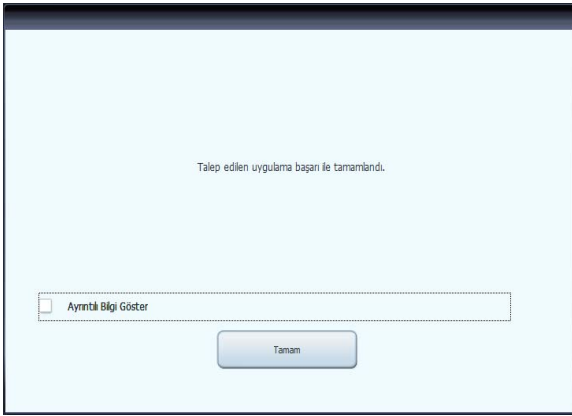 Talep edilen uygulama başarı ile tamamlandı.
Ayrıntılı Bilgi Göster
Tamam